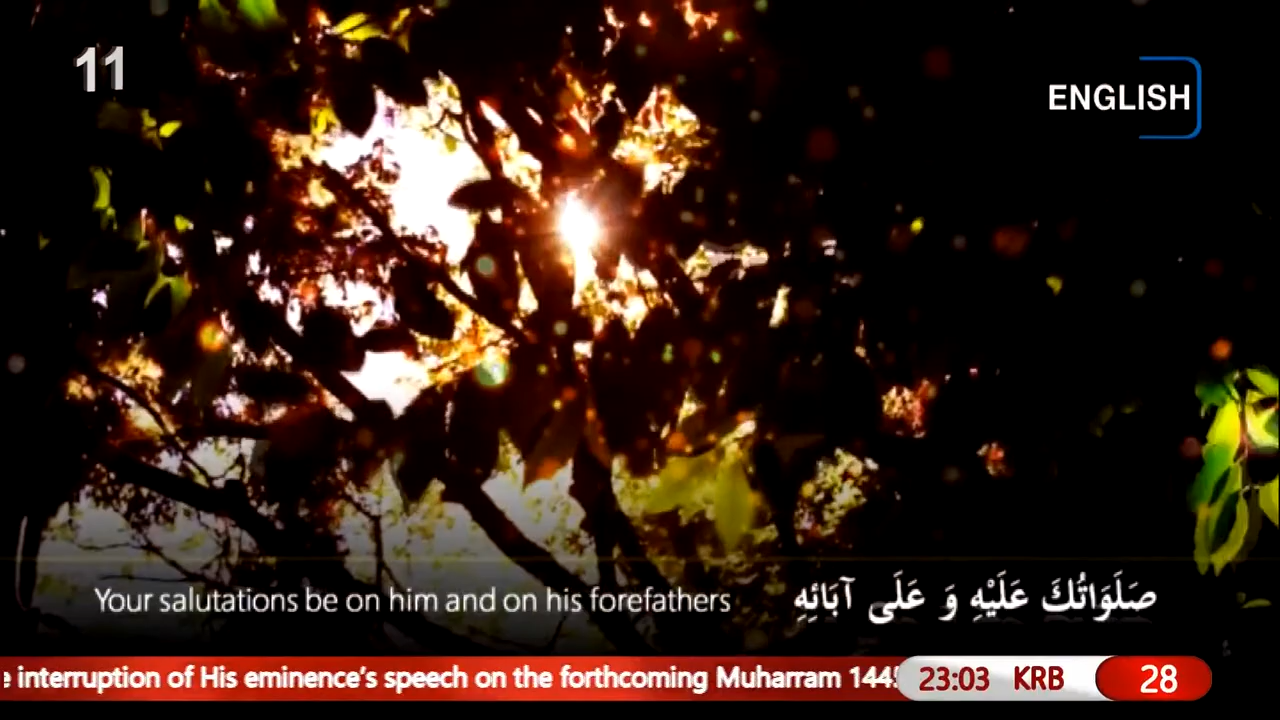 11
ENGLISH
Your salutations be on him and on his forefathers
صَلَوَاتُكَ عَلَيْهِ وَ عَلَى آبَائِهِ
interruption of His eminence's speech on the forthcoming Muharram 144
23:03 KRB 28